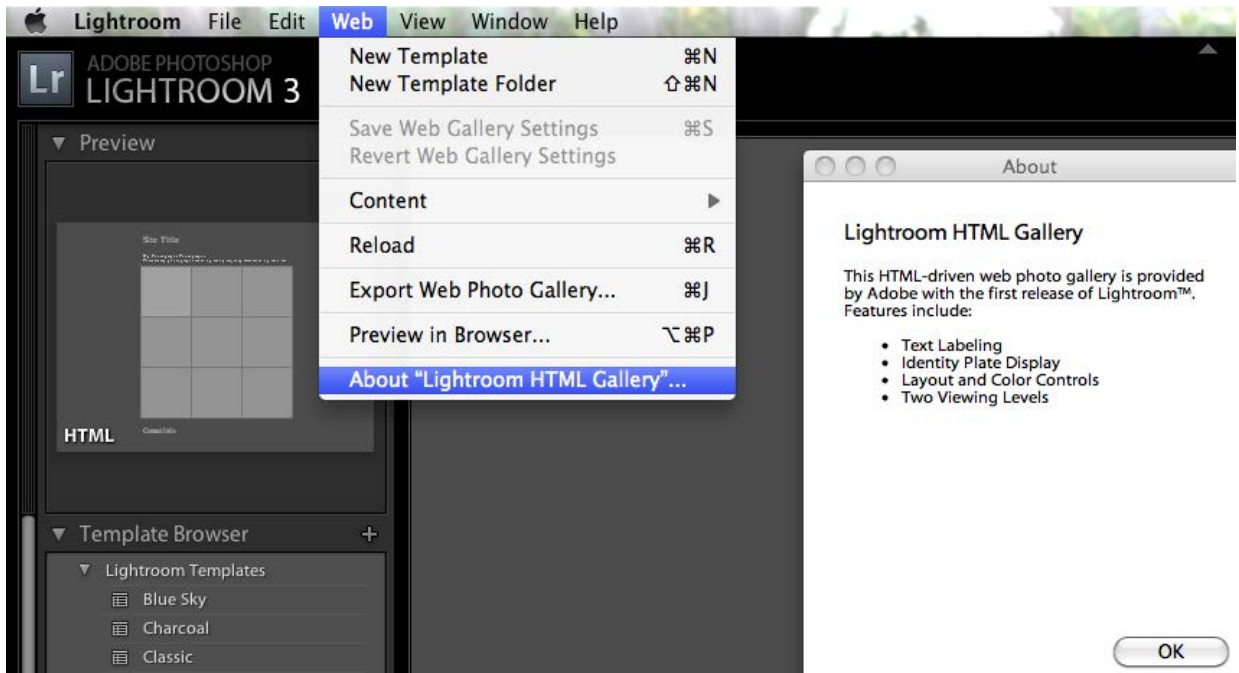 Lightroom File Edit Web View Window Help
Lr
ADOBE PHOTOSHOP
LIGHTROOM 3
New Template ⌘N
New Template Folder ⇧⌘N
Save Web Gallery Settings ⌘S
Revert Web Gallery Settings
Content
Reload ⌘R
Export Web Photo Gallery... ⌘J
Preview in Browser... ⌥⌘P
About “Lightroom HTML Gallery”...
Preview
Site Title
Contact Info
HTML
Template Browser +
Lightroom Templates
Blue Sky
Charcoal
Classic
About
Lightroom HTML Gallery
This HTML-driven web photo gallery is provided
by Adobe with the first release of Lightroom™.
Features include:
• Text Labeling
• Identity Plate Display
• Layout and Color Controls
• Two Viewing Levels
OK